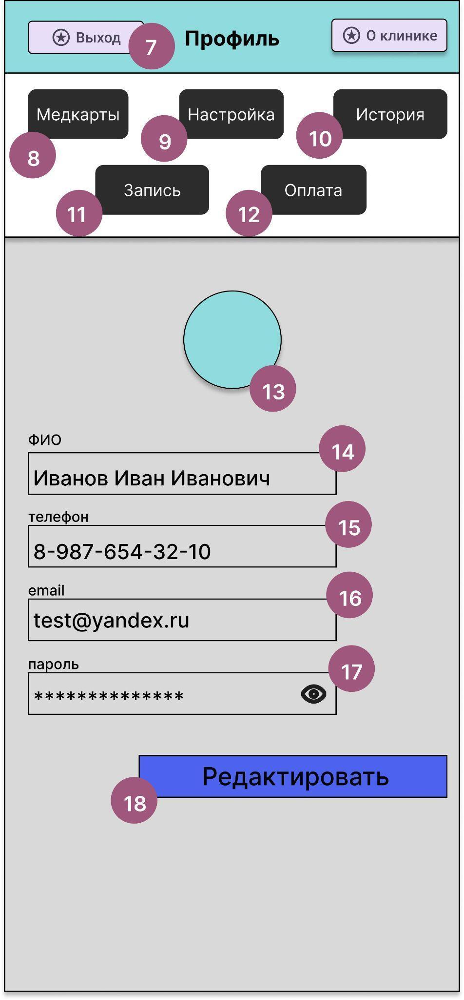 Выход
7
Профиль
О клинике
Медкарты
Настройка
История
8
9
10
Запись
Оплата
11
12
13
ФИО
14
Иванов Иван Иванович
телефон
15
8-987-654-32-10
email
16
test@yandex.ru
пароль
17
**************
Редактировать
18